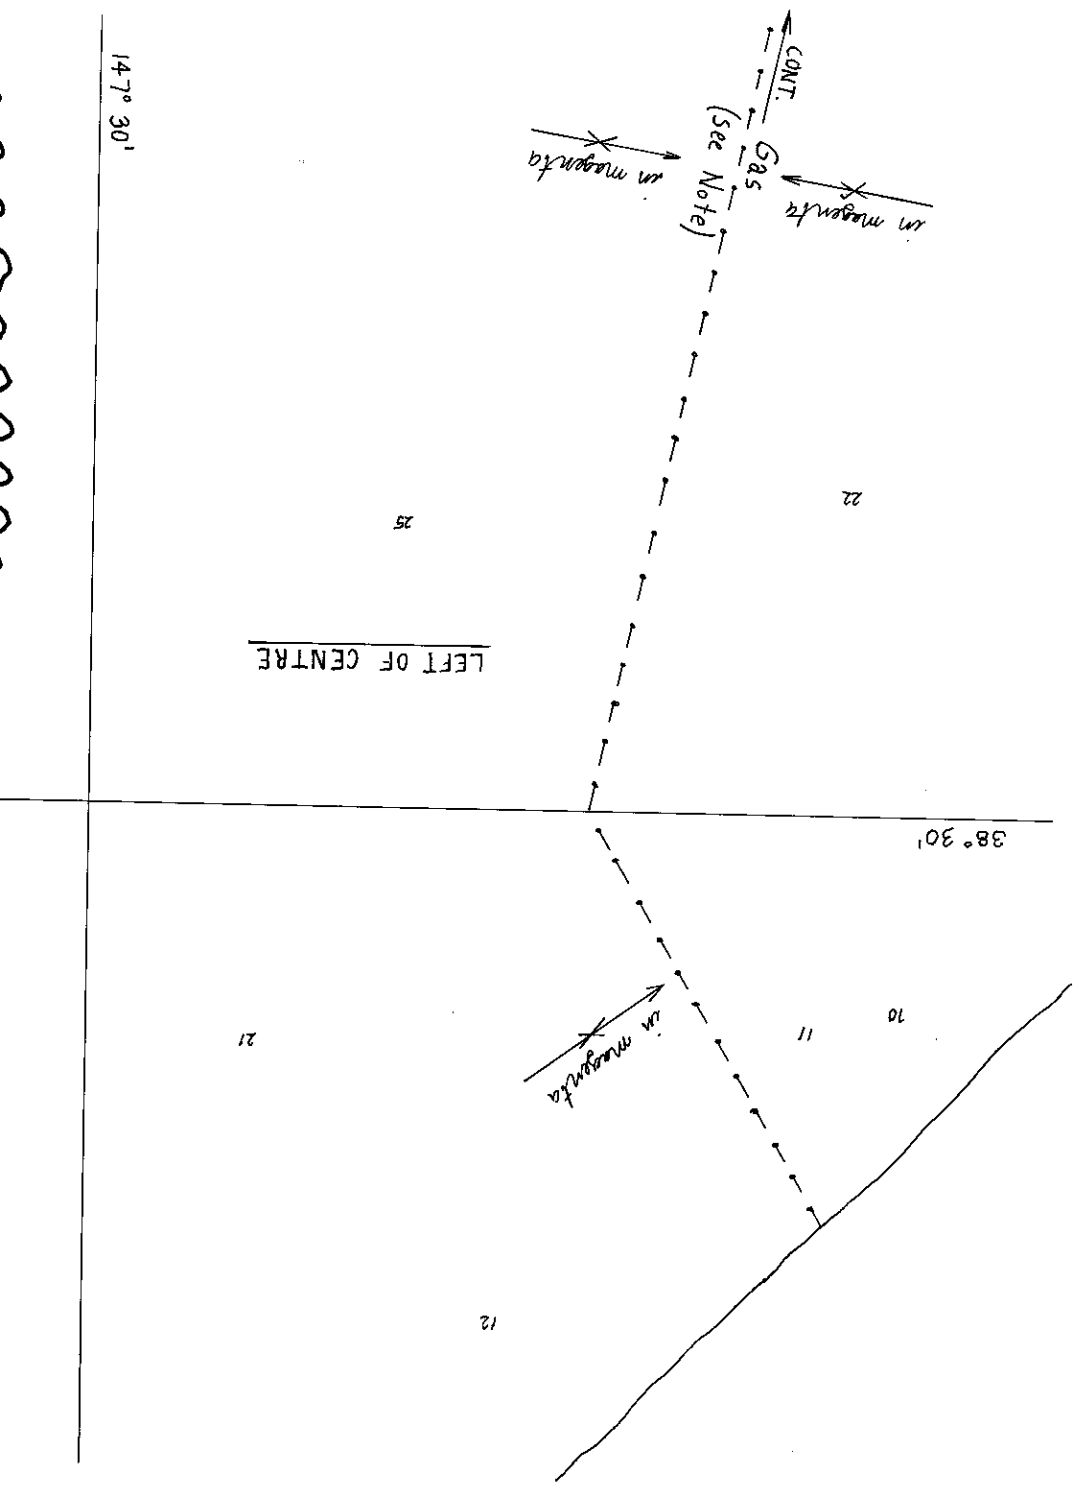 12
21
11
10
in magenta
38° 30'
LEFT OF CENTRE
25
22
in magenta
in magenta
Gas
(See Note)
CONT.
147° 30'